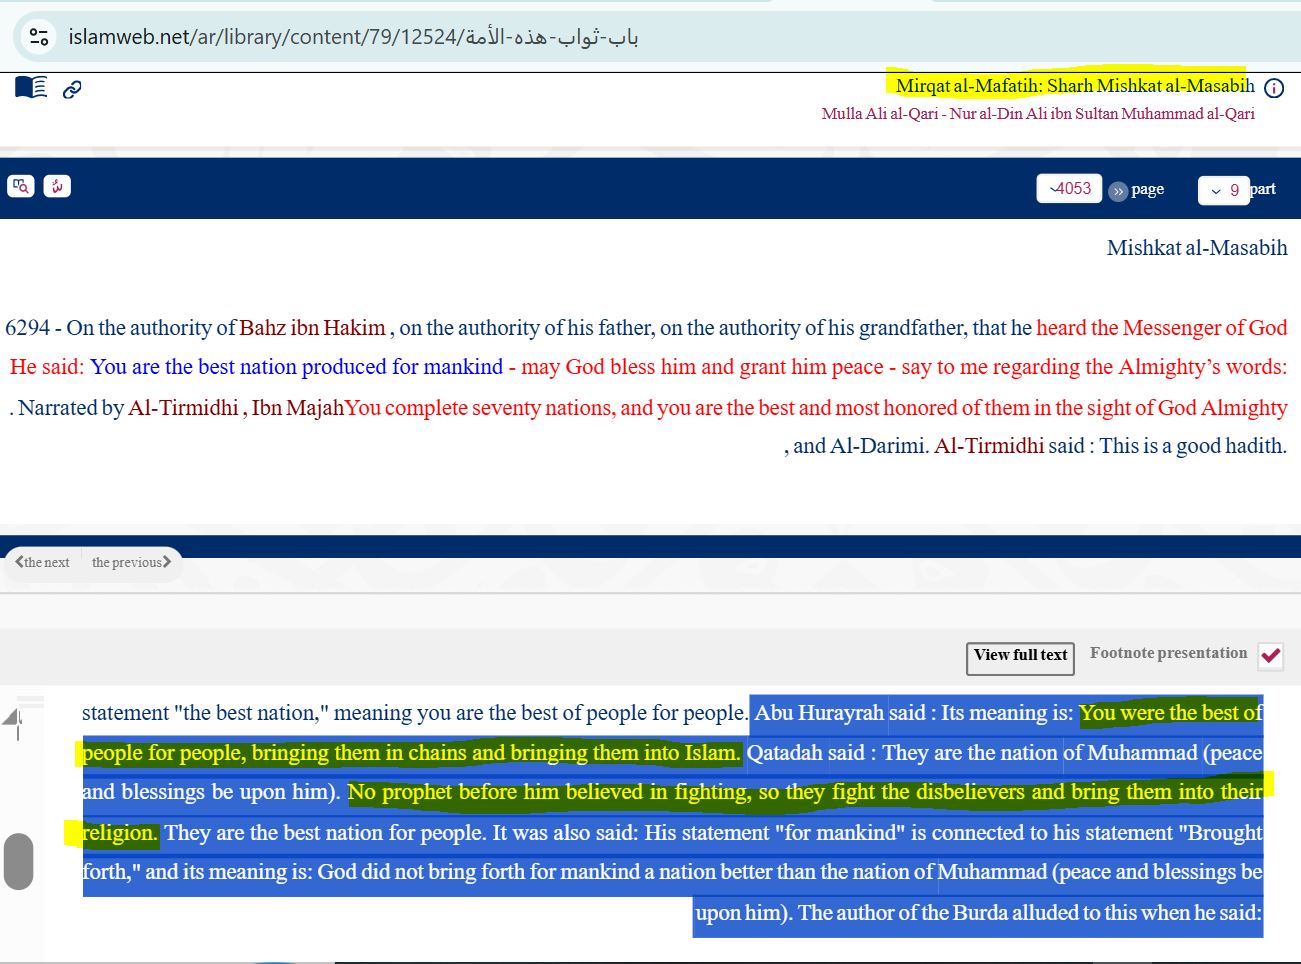 islamweb.net/ar/library/content/79/12524/باب-ثواب-هذه-الأمة
Mirqat al-Mafatih: Sharh Mishkat al-Masabih
Mulla Ali al-Qari - Nur al-Din Ali ibn Sultan Muhammad al-Qari
4053 » page 9 part
Mishkat al-Masabih
6294 - On the authority of Bahz ibn Hakim , on the authority of his father, on the authority of his grandfather, that he heard the Messenger of God
He said: You are the best nation produced for mankind - may God bless him and grant him peace - say to me regarding the Almighty’s words:
. Narrated by Al-Tirmidhi , Ibn MajahYou complete seventy nations, and you are the best and most honored of them in the sight of God Almighty
, and Al-Darimi. Al-Tirmidhi said : This is a good hadith.
the next the previous
View full text Footnote presentation
statement "the best nation," meaning you are the best of people for people. Abu Hurayrah said : Its meaning is: You were the best of
people for people, bringing them in chains and bringing them into Islam. Qatadah said : They are the nation of Muhammad (peace
and blessings be upon him). No prophet before him believed in fighting, so they fight the disbelievers and bring them into their
religion. They are the best nation for people. It was also said: His statement "for mankind" is connected to his statement "Brought
forth," and its meaning is: God did not bring forth for mankind a nation better than the nation of Muhammad (peace and blessings be
upon him). The author of the Burda alluded to this when he said: